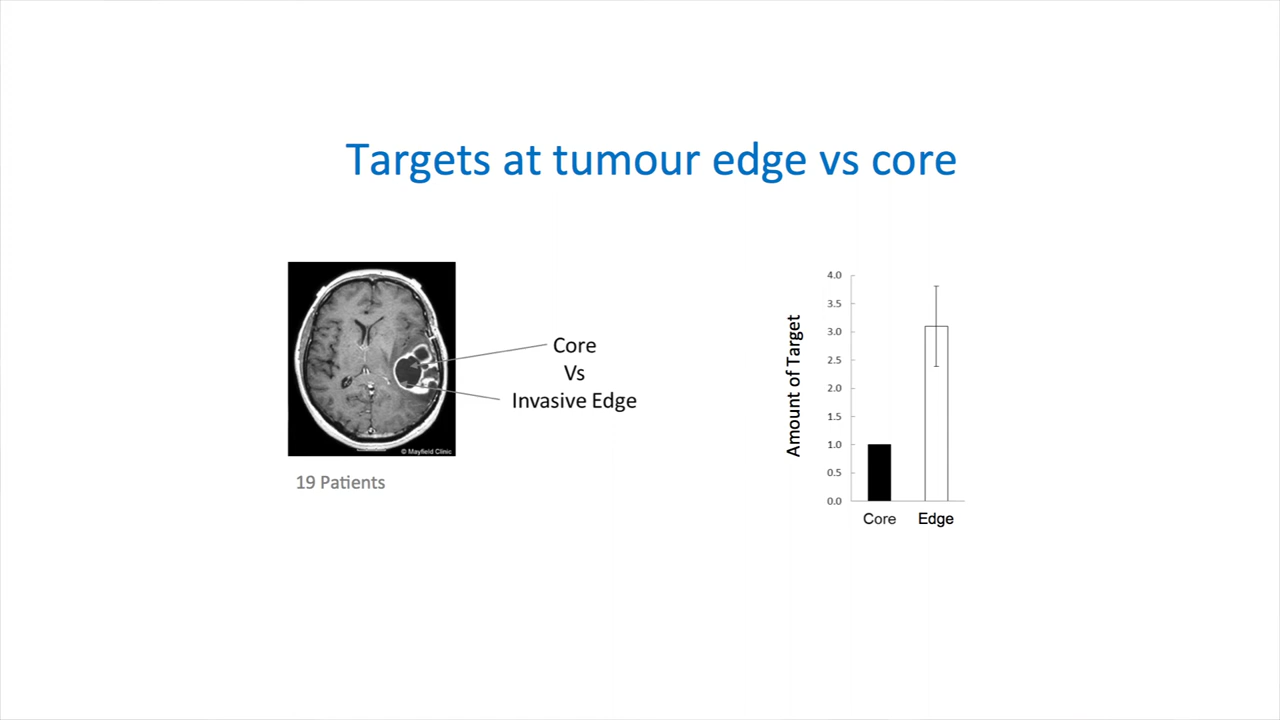 Targets at tumour edge vs core
Core
Vs
Invasive Edge
© Mayfield Clinic
19 Patients
Amount of Target
4.0
3.5
3.0
2.5
2.0
1.5
1.0
0.5
0.0
Core Edge